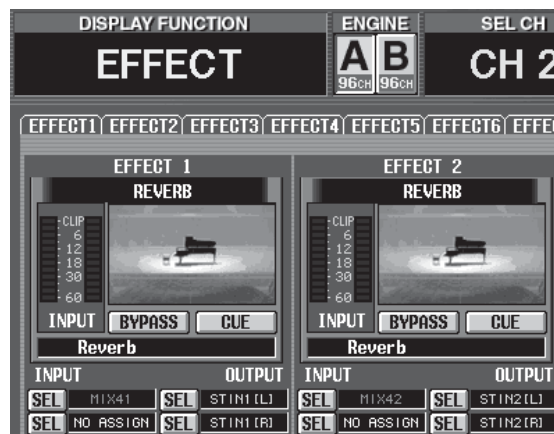 DISPLAY FUNCTION ENGINE SEL CH
EFFECT A B CH 2
96CH 96CH
EFFECT1 EFFECT2 EFFECT3 EFFECT4 EFFECT5 EFFECT6 EFFE
EFFECT 1 EFFECT 2
REVERB REVERB
CLIP CLIP
6 6
12 12
18 18
30 30
60 60
INPUT BYPASS CUE INPUT BYPASS CUE
Reverb Reverb
INPUT OUTPUT INPUT OUTPUT
SEL MIX41 SEL STIN1[L] SEL MIX42 SEL STIN2[L]
SEL NO ASSIGN SEL STIN1[R] SEL NO ASSIGN SEL STIN2[R]